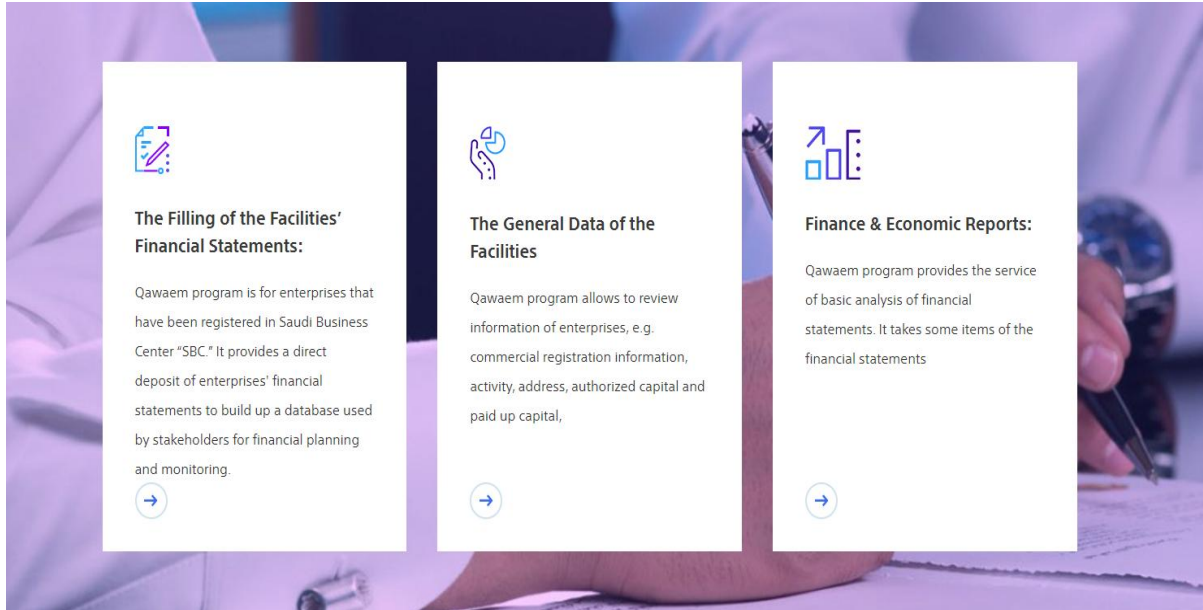 The Filling of the Facilities’
Financial Statements:
Qawaem program is for enterprises that
have been registered in Saudi Business
Center “SBC.” It provides a direct
deposit of enterprises’ financial
statements to build up a database used
by stakeholders for financial planning
and monitoring.
The General Data of the
Facilities
Qawaem program allows to review
information of enterprises, e.g.
commercial registration information,
activity, address, authorized capital and
paid up capital,
Finance & Economic Reports:
Qawaem program provides the service
of basic analysis of financial
statements. It takes some items of the
financial statements